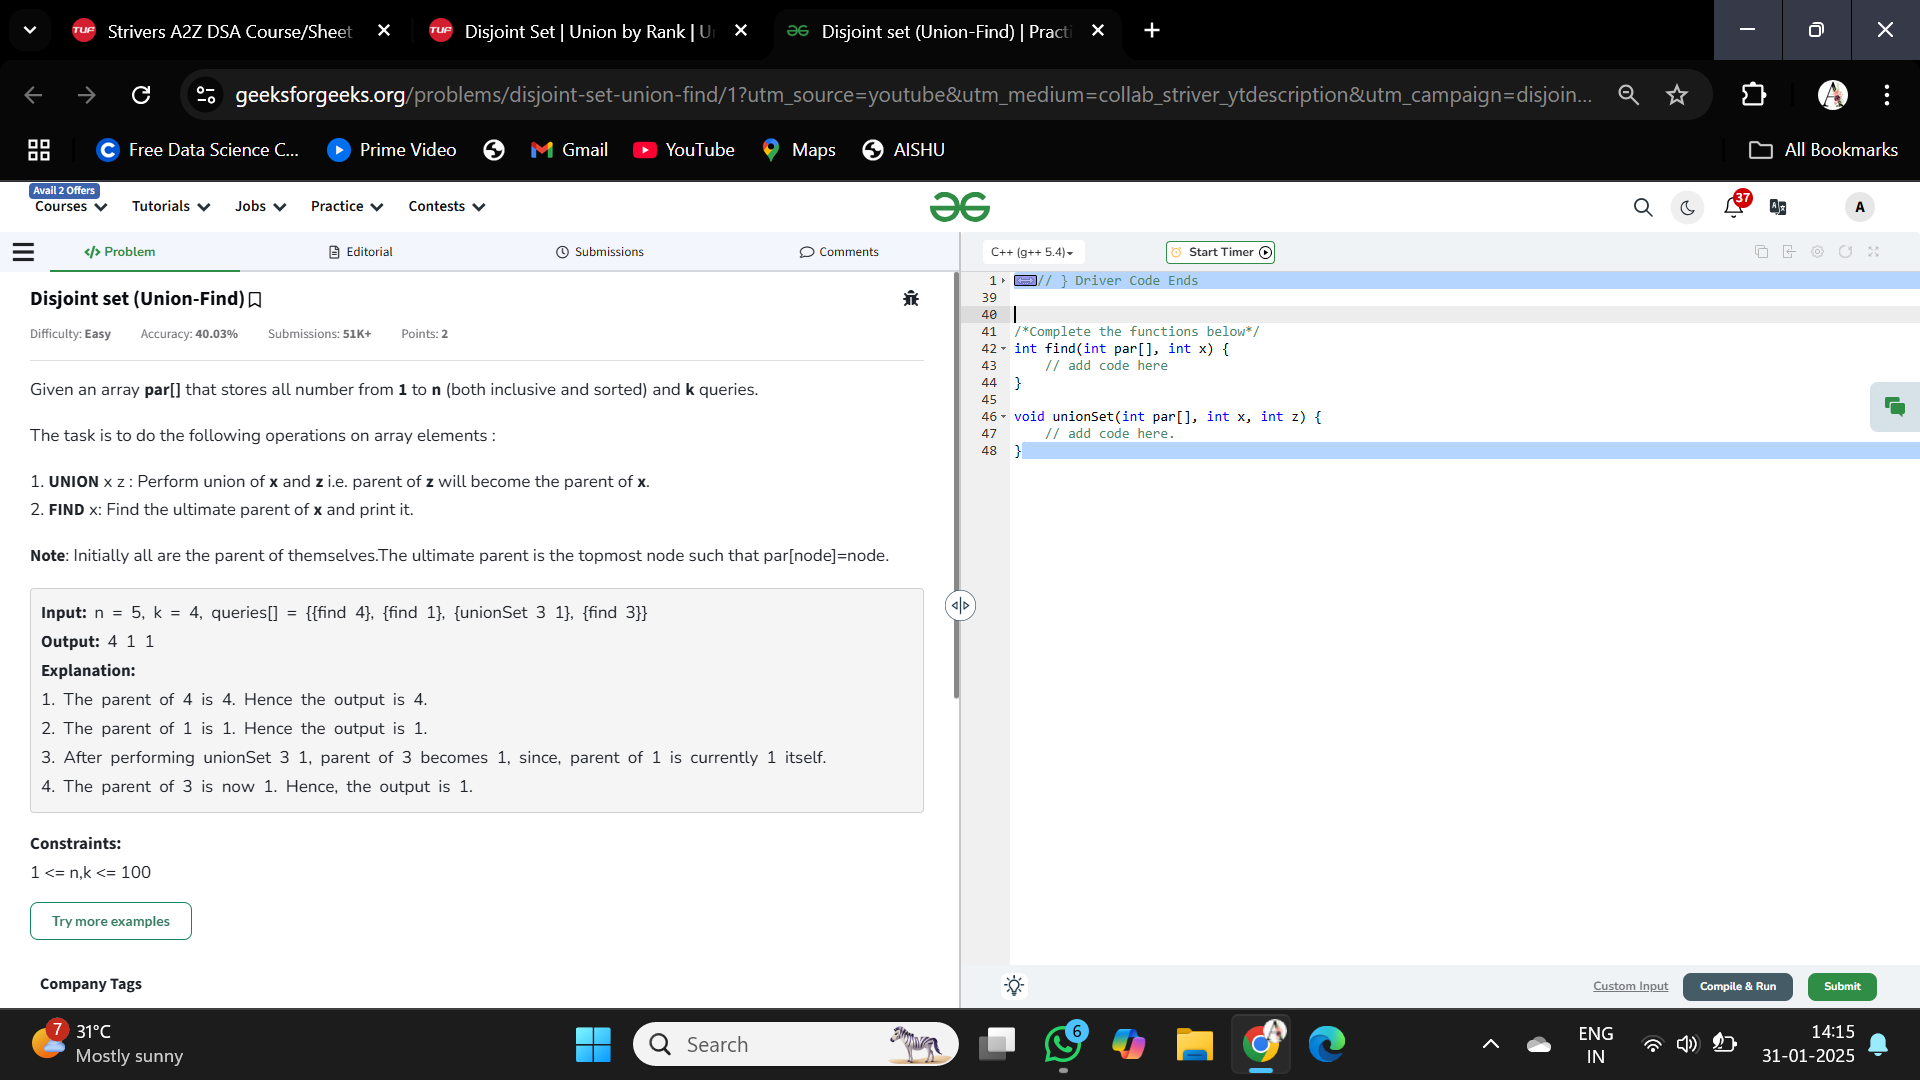 Strivers A2Z DSA Course/Sheet
Disjoint Set | Union by Rank | U
Disjoint set (Union-Find) | Practi
geeksforgeeks.org/problems/disjoint-set-union-find/1?utm_source=youtube&utm_medium=collab_striver_ytdescription&utm_campaign=disjoin...
Free Data Science C...
Prime Video
Gmail
YouTube
Maps
AISHU
All Bookmarks
Avail 2 Offers
Courses
Tutorials
Jobs
Practice
Contests
37
A
Problem
Editorial
Submissions
Comments
C++ (g++ 5.4)
Start Timer
Disjoint set (Union-Find)
Difficulty: Easy Accuracy: 40.03% Submissions: 51K+ Points: 2
Given an array par[] that stores all number from 1 to n (both inclusive and sorted) and k queries.
The task is to do the following operations on array elements :
1. UNION x z : Perform union of x and z i.e. parent of z will become the parent of x.
2. FIND x: Find the ultimate parent of x and print it.
Note: Initially all are the parent of themselves.The ultimate parent is the topmost node such that par[node]=node.
Input: n = 5, k = 4, queries[] = {{find 4}, {find 1}, {unionSet 3 1}, {find 3}}
Output: 4 1 1
Explanation:
1. The parent of 4 is 4. Hence the output is 4.
2. The parent of 1 is 1. Hence the output is 1.
3. After performing unionSet 3 1, parent of 3 becomes 1, since, parent of 1 is currently 1 itself.
4. The parent of 3 is now 1. Hence, the output is 1.
Constraints:
1 <= n,k <= 100
Try more examples
Company Tags
1 // } Driver Code Ends
39
40
41 /*Complete the functions below*/
42 int find(int par[], int x) {
43 // add code here
44 }
45
46 void unionSet(int par[], int x, int z) {
47 // add code here.
48 }
Custom Input
Compile & Run
Submit
7
31°C
Mostly sunny
Search
6
ENG
IN
14:15
31-01-2025